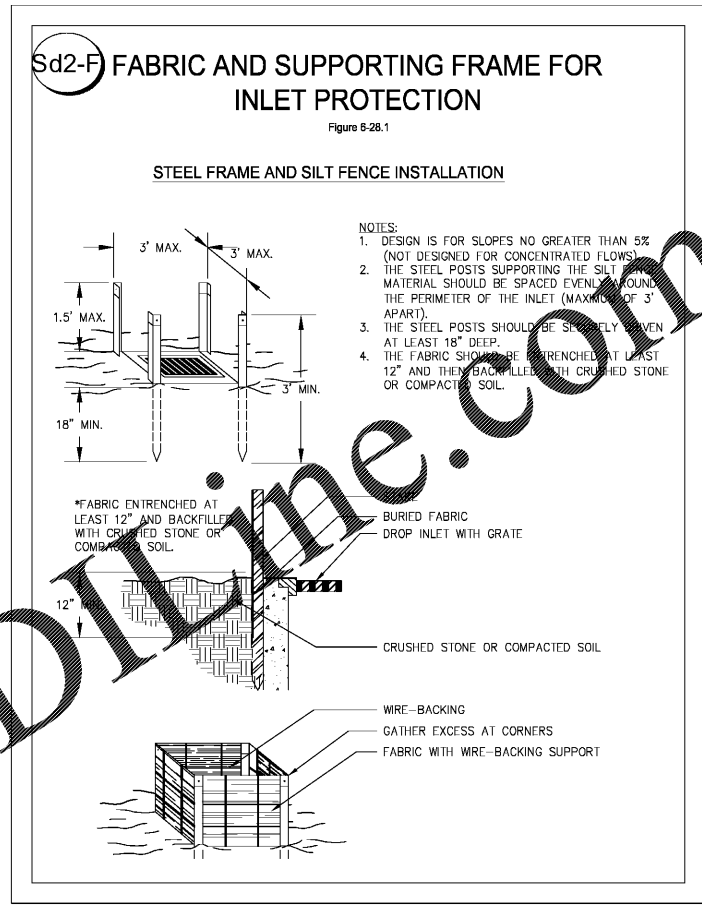 Sd2-F
FABRIC AND SUPPORTING FRAME FOR
INLET PROTECTION
Figure 6-28.1
STEEL FRAME AND SILT FENCE INSTALLATION
3' MAX.
3' MAX.
1.5' MAX.
3' MIN.
18" MIN.
NOTES:
1. DESIGN IS FOR SLOPES NO GREATER THAN 5%
(NOT DESIGNED FOR CONCENTRATED FLOWS).
2. THE STEEL POSTS SUPPORTING THE SILT FENCE
MATERIAL SHOULD BE SPACED EVENLY AROUND
THE PERIMETER OF THE INLET (MAXIMUM OF 3'
APART).
3. THE STEEL POSTS SHOULD BE SECURELY DRIVEN
AT LEAST 18" DEEP.
4. THE FABRIC SHOULD BE ENTRENCHED AT LEAST
12" AND THEN BACKFILLED WITH CRUSHED STONE
OR COMPACTED SOIL.
*FABRIC ENTRENCHED AT
LEAST 12" AND BACKFILLED
WITH CRUSHED STONE OR
COMPACTED SOIL.
12" MIN.
BURIED FABRIC
DROP INLET WITH GRATE
CRUSHED STONE OR COMPACTED SOIL
WIRE-BACKING
GATHER EXCESS AT CORNERS
FABRIC WITH WIRE-BACKING SUPPORT
DILine.com